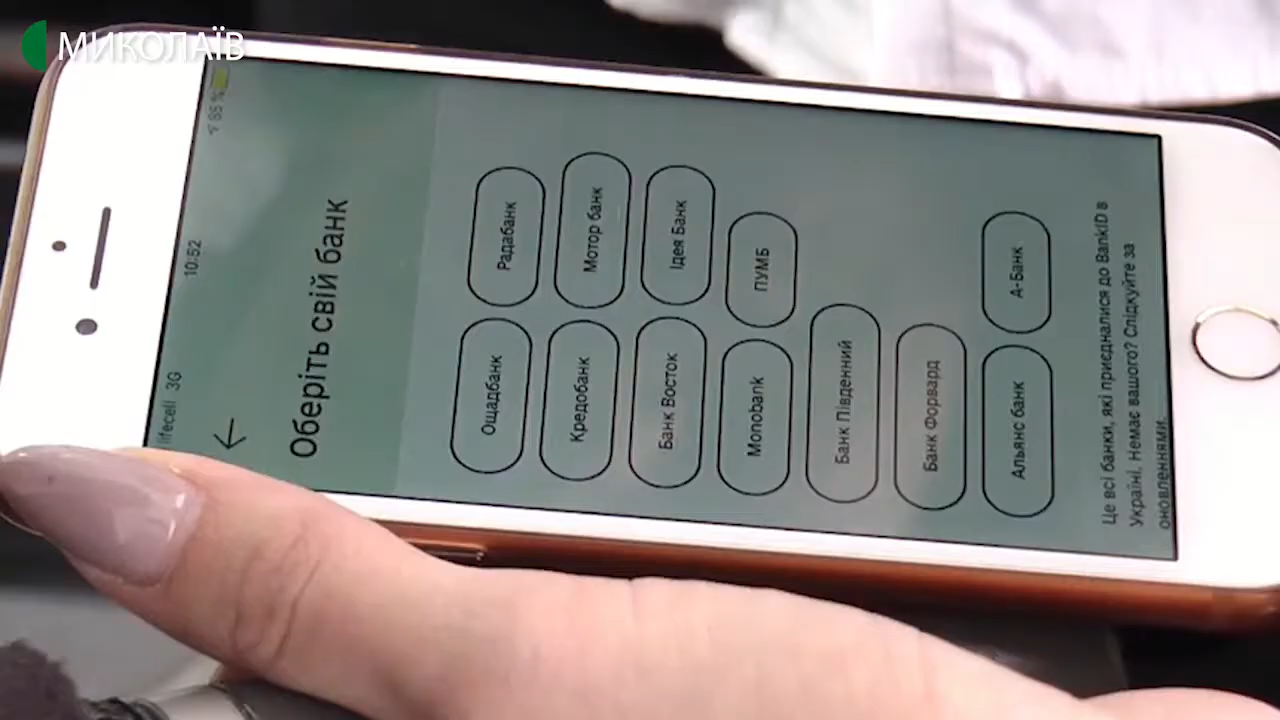 МИКОЛАЇВ
lifecell 3G 10:52 85 %
Оберіть свій банк
Ощадбанк Радабанк
Кредобанк Мотор банк
Банк Восток Ідея Банк
Monobank ПУМБ
Банк Південний
Банк Форвард
Альянс банк А-Банк
Це всі банки, які приєдналися до BankID в
Україні. Немає вашого? Слідкуйте за
оновленнями.